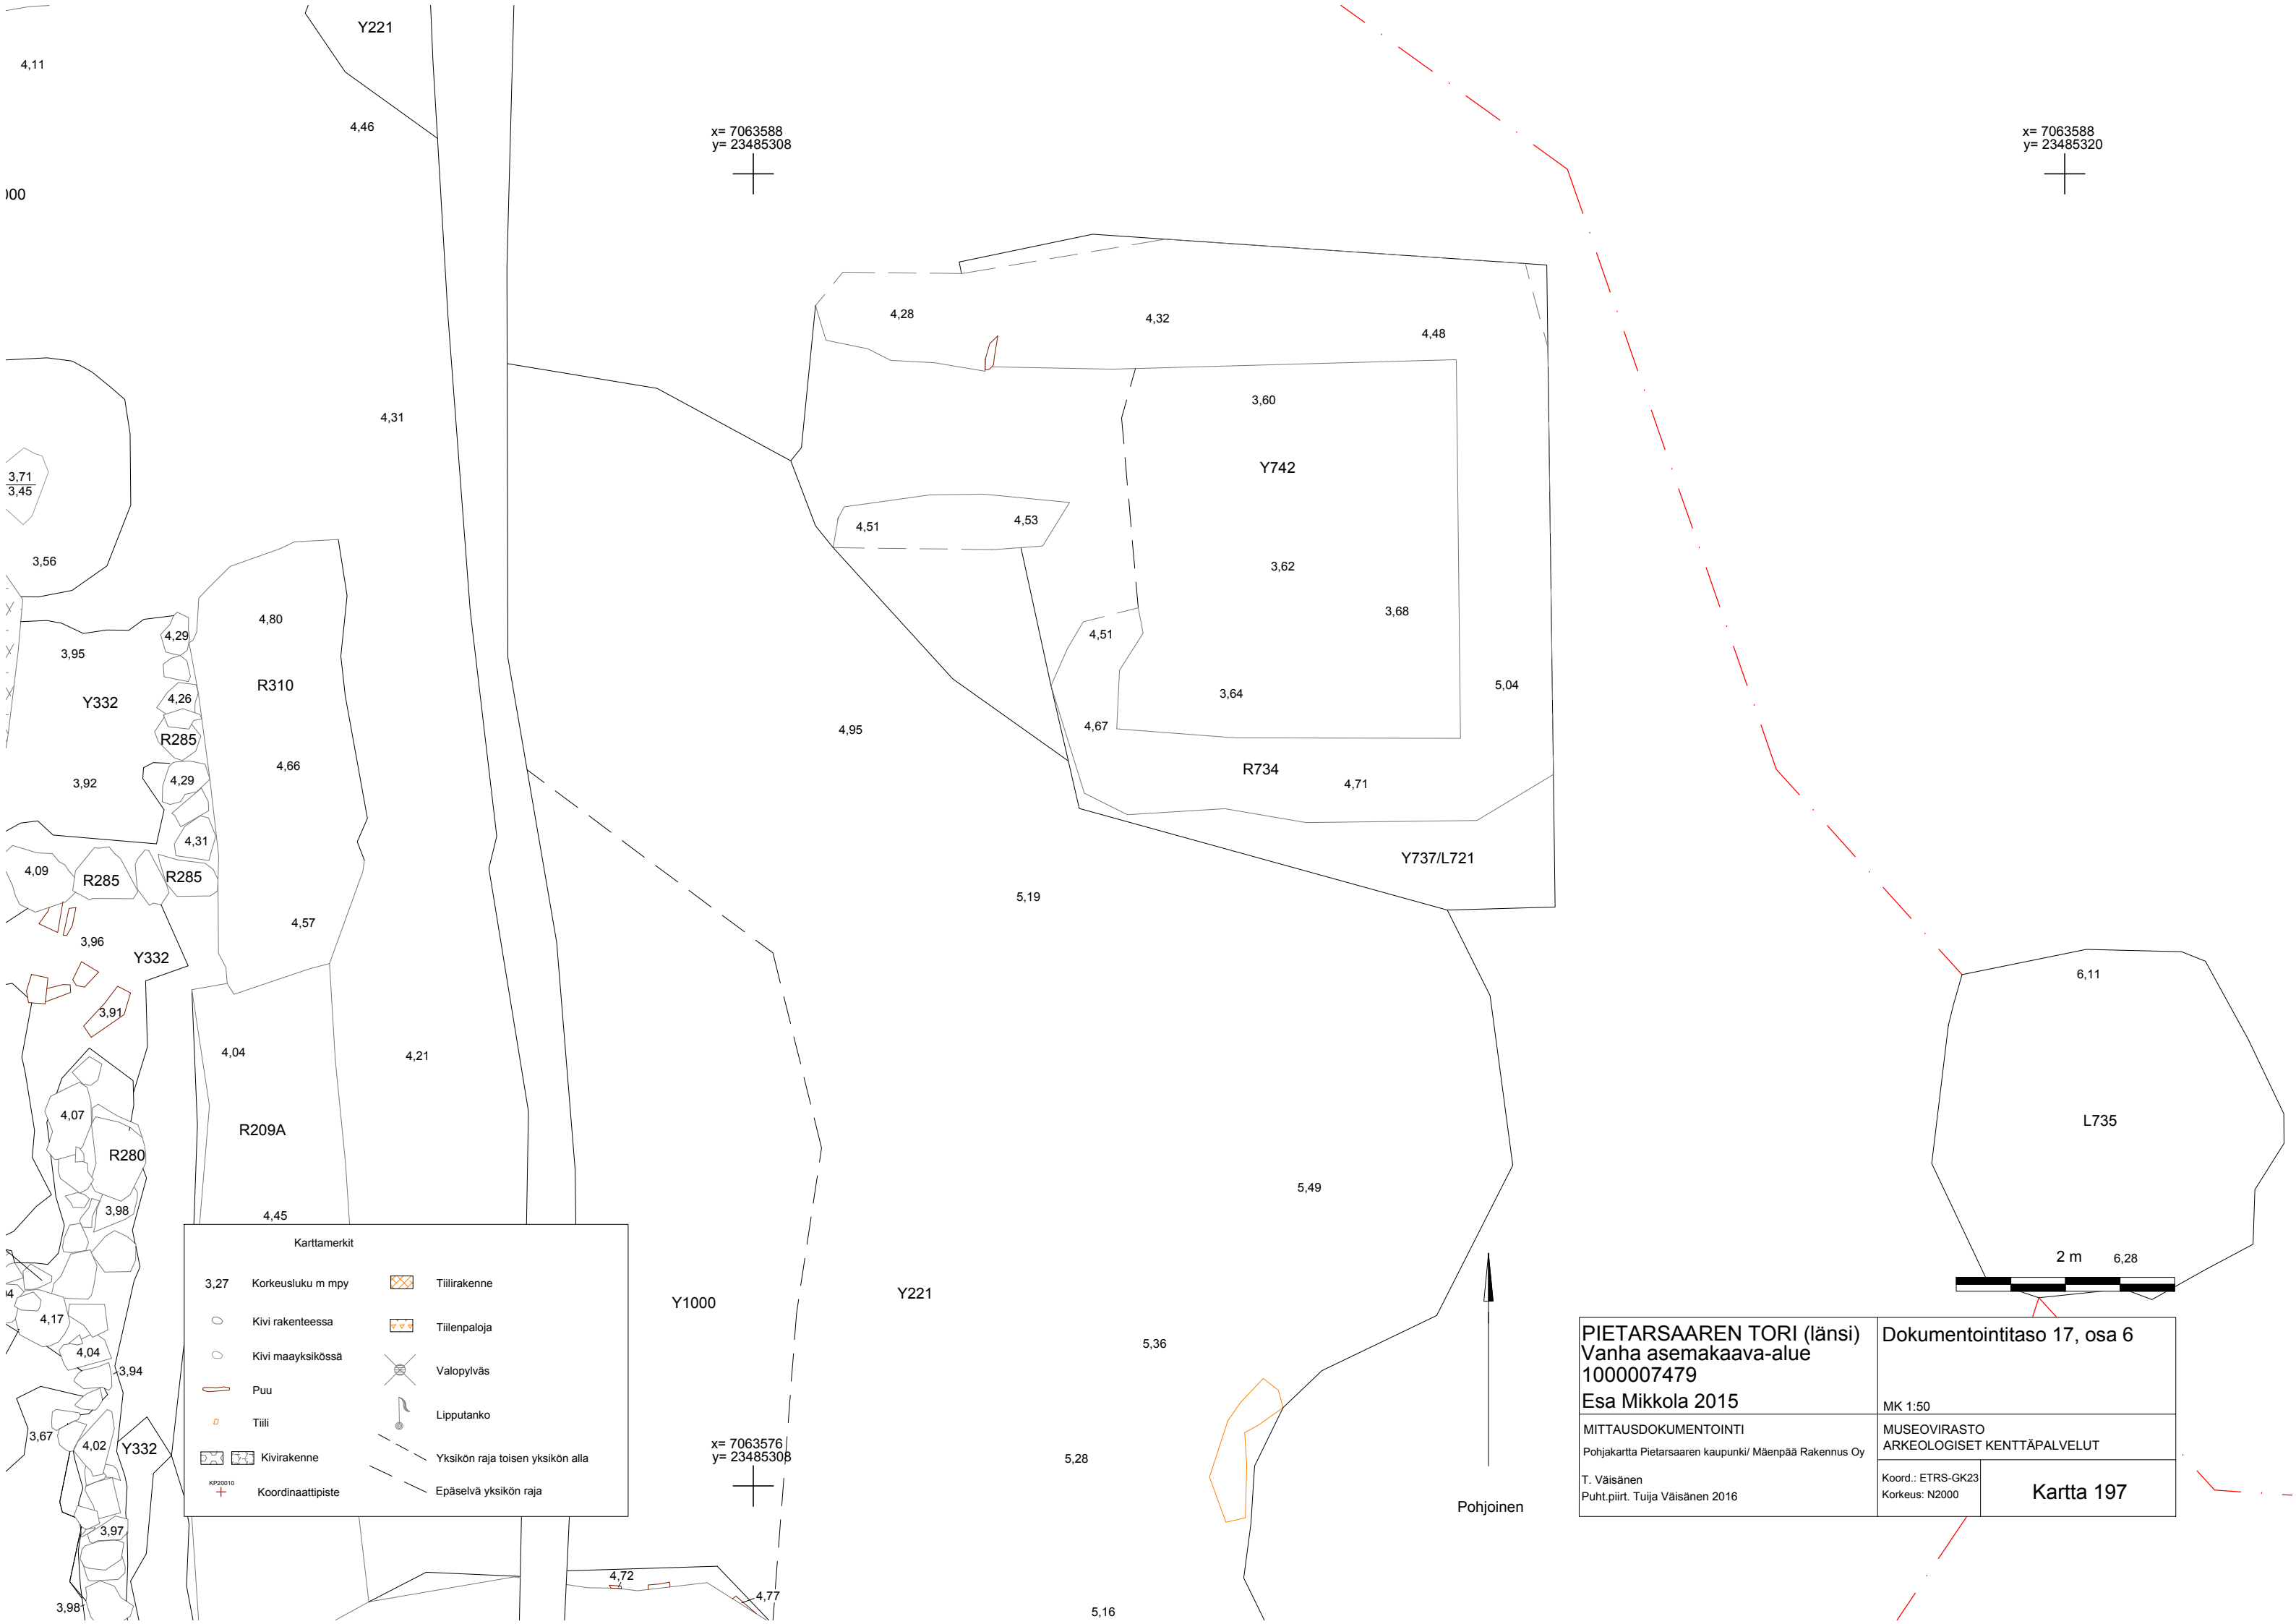 Y221
4,11
4,46
x= 7063588
y= 23485308
x= 7063588
y= 23485320
4,28
4,32
4,48
4,31
3,60
Y742
3,71
3,45
4,51
4,53
3,56
3,62
3,68
4,80
4,29
4,51
3,95
R310
Y332
4,26
3,64
5,04
R285
4,67
4,95
4,66
R734
4,71
3,92
4,29
4,31
Y737/L721
4,09
R285
R285
5,19
4,57
3,96
Y332
6,11
3,91
4,04
4,21
4,07
L735
R209A
R280
5,49
3,98
4,45
2 m
6,28
Karttamerkit
3,27 Korkeusluku m mpy
Kivi rakenteessa
Kivi maayksikössä
Puu
Tiili
Kivirakenne
KP20010
Koordinaattipiste
Tiilirakenne
Tiilenpaloja
Valopylväs
Lipputanko
Yksikön raja toisen yksikön alla
Epäselvä yksikön raja
Y1000
Y221
4,17
4,04
3,94
5,36
3,67
4,02
Y332
x= 7063576
y= 23485308
5,28
Pohjoinen
3,97
3,98
4,72
4,77
5,16
PIETARSAAREN TORI (länsi)
Vanha asemakaava-alue
1000007479
Esa Mikkola 2015
Dokumentointitaso 17, osa 6
MK 1:50
MITTAUSDOKUMENTOINTI
Pohjakartta Pietarsaaren kaupunki/ Mäenpää Rakennus Oy
T. Väisänen
Puht.piirt. Tuija Väisänen 2016
MUSEOVIRASTO
ARKEOLOGISET KENTTÄPALVELUT
Koord.: ETRS-GK23
Korkeus: N2000
Kartta 197